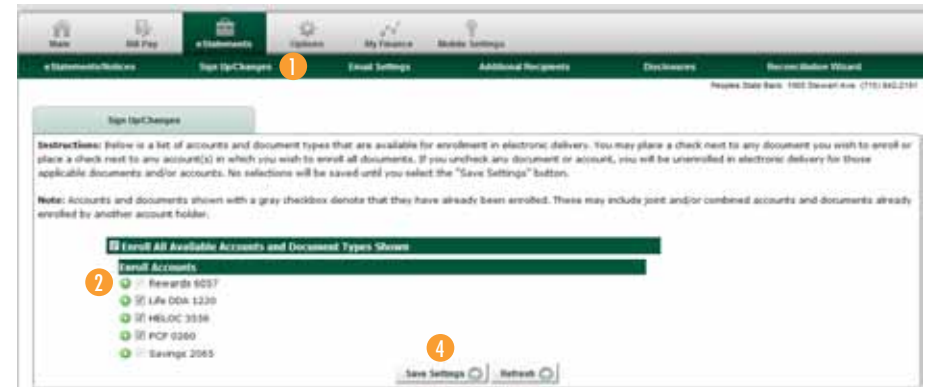 Main Bill Pay eStatements Options My Finance Mobile Settings
eStatements/Notices Sign Up/Changes 1 Email Settings Additional Recipients Disclosures Reconciliation Wizard
Peoples State Bank 1905 Stewart Ave (715) 842-2191
Sign Up/Changes
Instructions: Below is a list of accounts and document types that are available for enrollment in electronic delivery. You may place a check next to any document you wish to enroll or
place a check next to any account(s) in which you wish to enroll all documents. If you uncheck any document or account, you will be unenrolled in electronic delivery for those
applicable documents and/or accounts. No selections will be saved until you select the "Save Settings" button.
Note: Accounts and documents shown with a gray checkbox denote that they have already been enrolled. These may include joint and/or combined accounts and documents already
enrolled by another account holder.
Enroll All Available Accounts and Document Types Shown
Enroll Accounts
2 Rewards 6057
Life DDA 1220
HELOC 3556
PCF 0260
Savings 2065
4
Save Settings Refresh